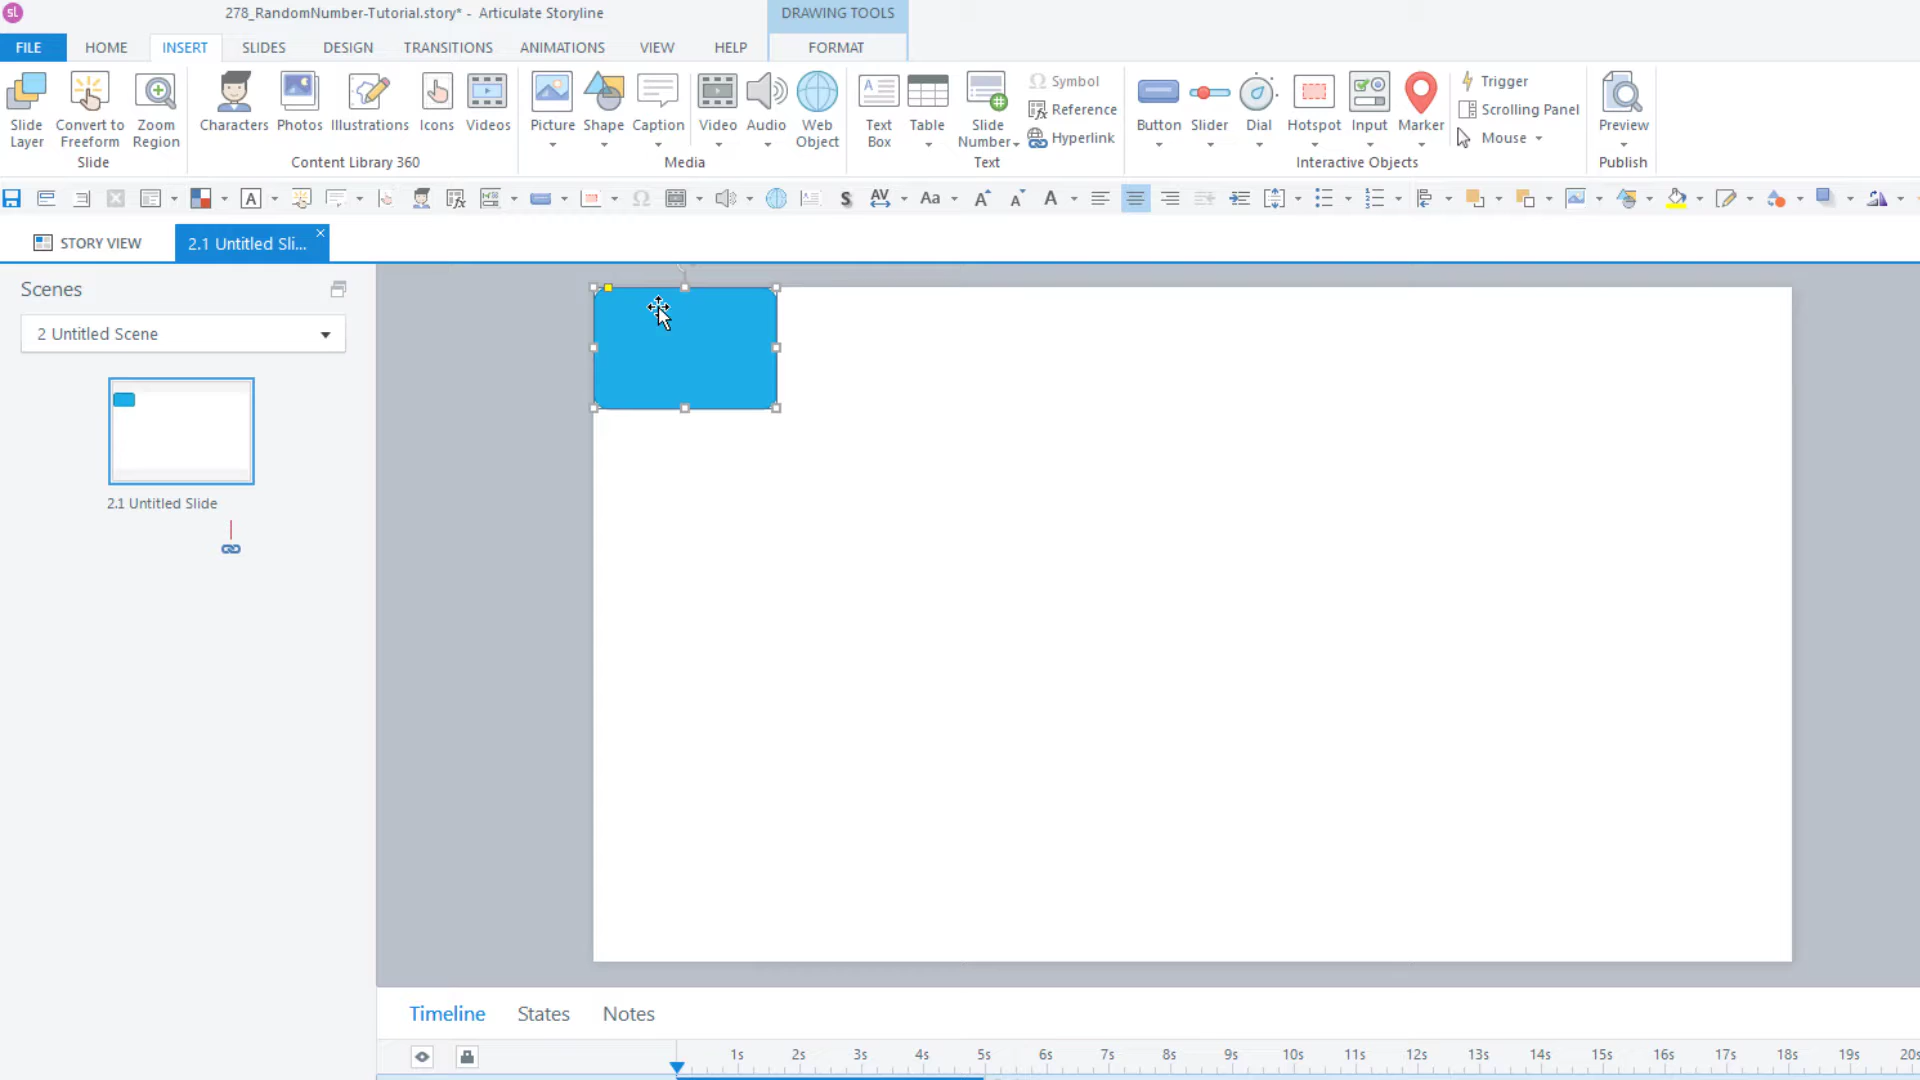 sl 278_RandomNumber-Tutorial.story* - Articulate Storyline DRAWING TOOLS
FILE HOME INSERT SLIDES DESIGN TRANSITIONS ANIMATIONS VIEW HELP FORMAT
Slide Layer
Convert to Freeform
Zoom Region
Slide
Characters
Photos
Illustrations
Icons
Videos
Content Library 360
Picture
Shape
Caption
Video
Audio
Web Object
Media
Text Box
Table
Slide Number
Symbol
Reference
Hyperlink
Text
Button
Slider
Dial
Hotspot
Input
Marker
Trigger
Scrolling Panel
Mouse
Interactive Objects
Preview
Publish
STORY VIEW
2.1 Untitled Sli...
Scenes
2 Untitled Scene
2.1 Untitled Slide
Timeline States Notes
1s 2s 3s 4s 5s 6s 7s 8s 9s 10s 11s 12s 13s 14s 15s 16s 17s 18s 19s 20s